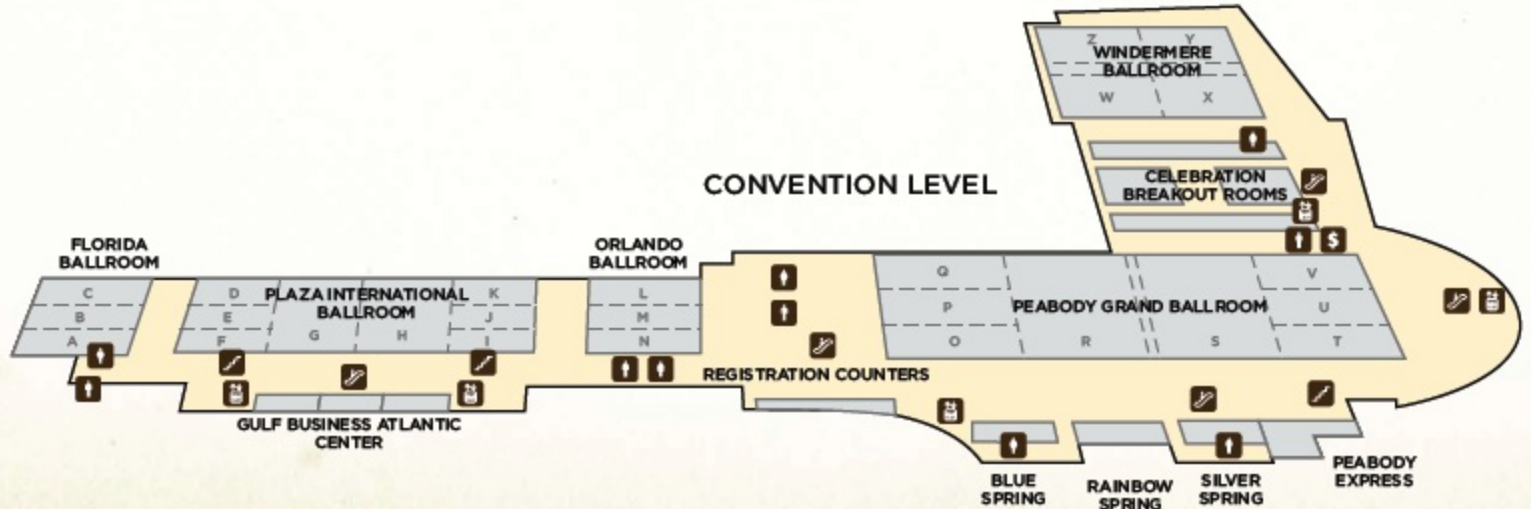 CONVENTION LEVEL
WINDERMERE
BALLROOM
Z
Y
W
X
CELEBRATION
BREAKOUT ROOMS
$
FLORIDA
BALLROOM
C
B
A
PLAZA INTERNATIONAL
BALLROOM
D
E
F
G
H
K
J
I
ORLANDO
BALLROOM
L
M
N
PEABODY GRAND BALLROOM
Q
P
O
R
S
V
U
T
REGISTRATION COUNTERS
GULF BUSINESS ATLANTIC
CENTER
BLUE
SPRING
RAINBOW
SPRING
SILVER
SPRING
PEABODY
EXPRESS